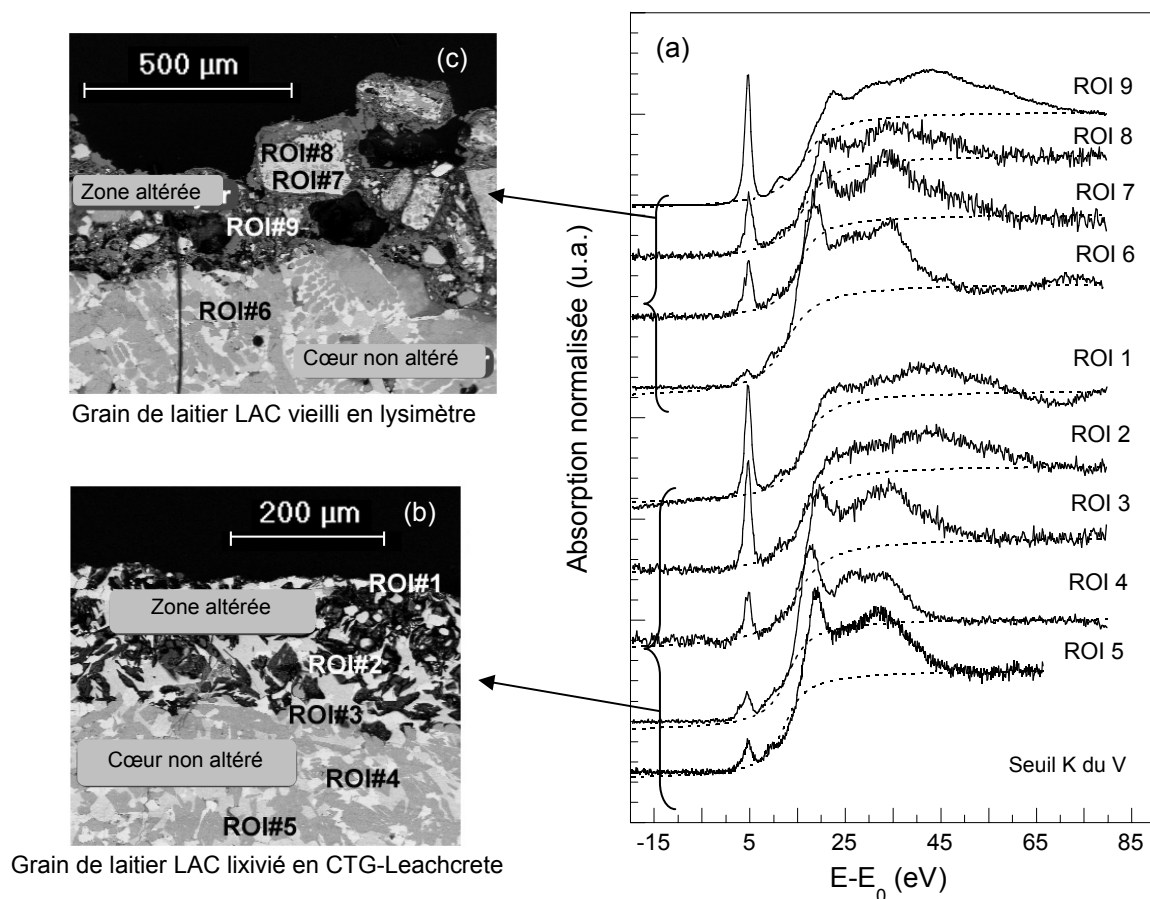 (c)
500 µm
ROI#8
ROI#7
Zone altérée
ROI#9
ROI#6
Cœur non altéré
Grain de laitier LAC vieilli en lysimètre
(b)
200 µm
ROI#1
Zone altérée
ROI#2
ROI#3
Cœur non altéré
ROI#4
ROI#5
Grain de laitier LAC lixivié en CTG-Leachcrete
(a)
ROI 9
ROI 8
ROI 7
ROI 6
ROI 1
ROI 2
ROI 3
ROI 4
ROI 5
Seuil K du V
Absorption normalisée (u.a.)
-15 5 25 45 65 85
E-E₀ (eV)